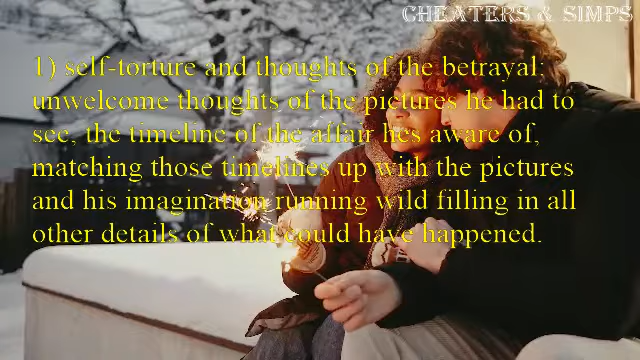 CHEATERS & SIMPS
1) self-torture and thoughts of the betrayal:
unwelcome thoughts of the pictures he had to
see, the timeline of the affair hes aware of,
matching those timelines up with the pictures
and his imagination running wild filling in all
other details of what could have happened.